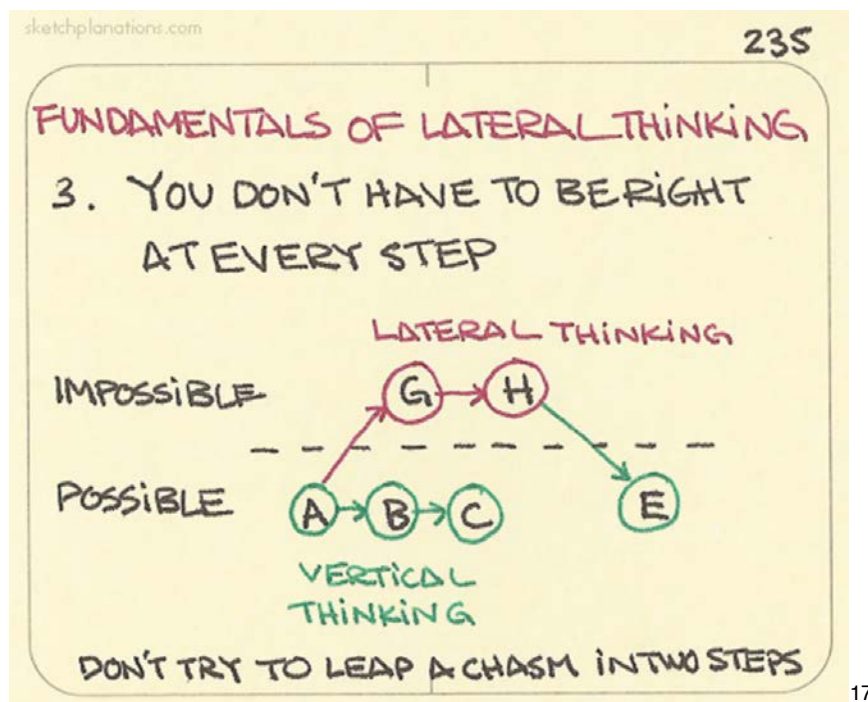 sketchplanations.com
235
FUNDAMENTALS OF LATERAL THINKING
3. YOU DON'T HAVE TO BE RIGHT
AT EVERY STEP
LATERAL THINKING
IMPOSSIBLE
G H
POSSIBLE
A B C E
VERTICAL
THINKING
DON'T TRY TO LEAP A CHASM IN TWO STEPS
17